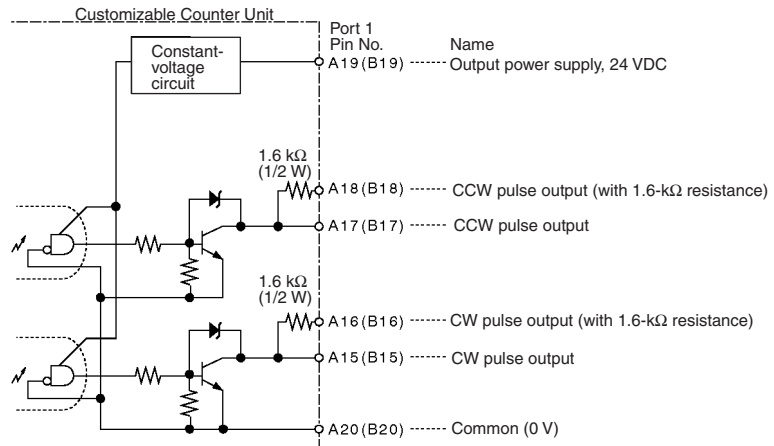 Customizable Counter Unit
Port 1
Pin No. Name
Constant-
voltage
circuit
A19(B19) ------ Output power supply, 24 VDC
1.6 kΩ
(1/2 W)
A18(B18) ------ CCW pulse output (with 1.6-kΩ resistance)
A17(B17) ------ CCW pulse output
1.6 kΩ
(1/2 W)
A16(B16) ------ CW pulse output (with 1.6-kΩ resistance)
A15(B15) ------ CW pulse output
A20(B20) ------ Common (0 V)